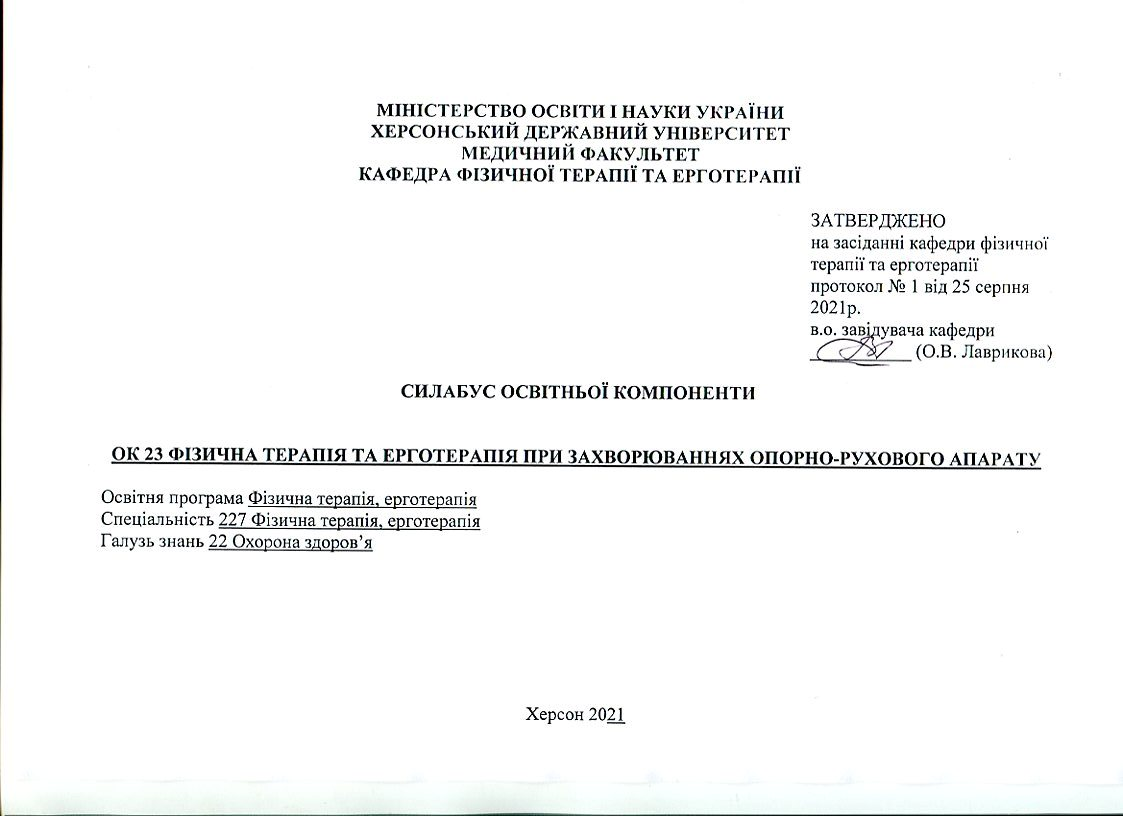 МІНІСТЕРСТВО ОСВІТИ І НАУКИ УКРАЇНИ
ХЕРСОНСЬКИЙ ДЕРЖАВНИЙ УНІВЕРСИТЕТ
МЕДИЧНИЙ ФАКУЛЬТЕТ
КАФЕДРА ФІЗИЧНОЇ ТЕРАПІЇ ТА ЕРГОТЕРАПІЇ
ЗАТВЕРДЖЕНО
на засіданні кафедри фізичної
терапії та ерготерапії
протокол № 1 від 25 серпня
2021р.
в.о. завідувача кафедри
(О.В. Лаврикова)
СИЛАБУС ОСВІТНЬОЇ КОМПОНЕНТИ
ОК 23 ФІЗИЧНА ТЕРАПІЯ ТА ЕРГОТЕРАПІЯ ПРИ ЗАХВОРЮВАННЯХ ОПОРНО-РУХОВОГО АПАРАТУ
Освітня програма Фізична терапія, ерготерапія
Спеціальність 227 Фізична терапія, ерготерапія
Галузь знань 22 Охорона здоров’я
Херсон 2021